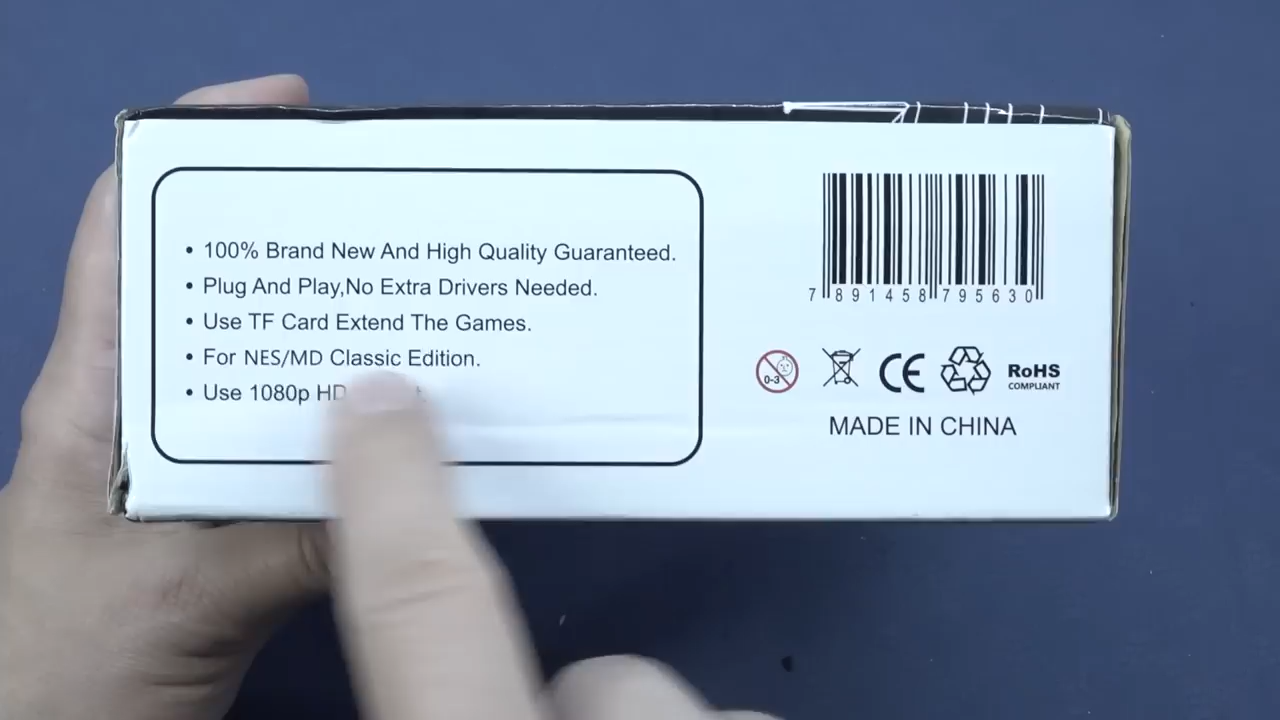 • 100% Brand New And High Quality Guaranteed.
• Plug And Play,No Extra Drivers Needed.
• Use TF Card Extend The Games.
• For NES/MD Classic Edition.
• Use 1080p HD
7 891458 795630
0-3
CE
RoHS
COMPLIANT
MADE IN CHINA